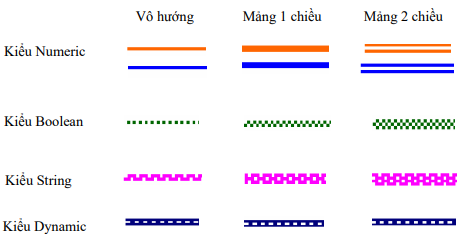 Vô hướng Mảng 1 chiều Mảng 2 chiều
Kiểu Numeric
Kiểu Boolean
Kiểu String
Kiểu Dynamic